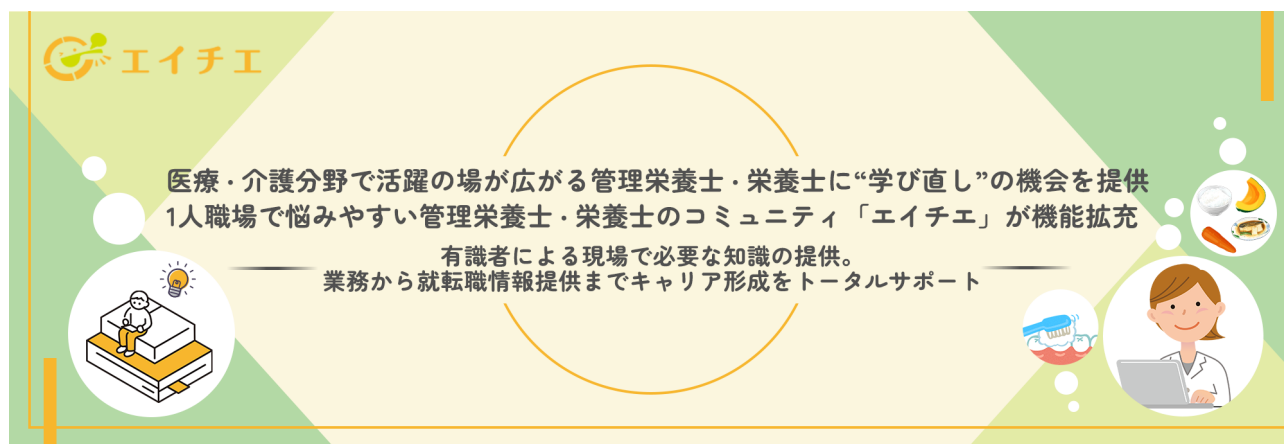 エイチエ
医療・介護分野で活躍の場が広がる管理栄養士・栄養士に“学び直し”の機会を提供
1人職場で悩みやすい管理栄養士・栄養士のコミュニティ「エイチエ」が機能拡充
有識者による現場で必要な知識の提供。
業務から就転職情報提供までキャリア形成をトータルサポート